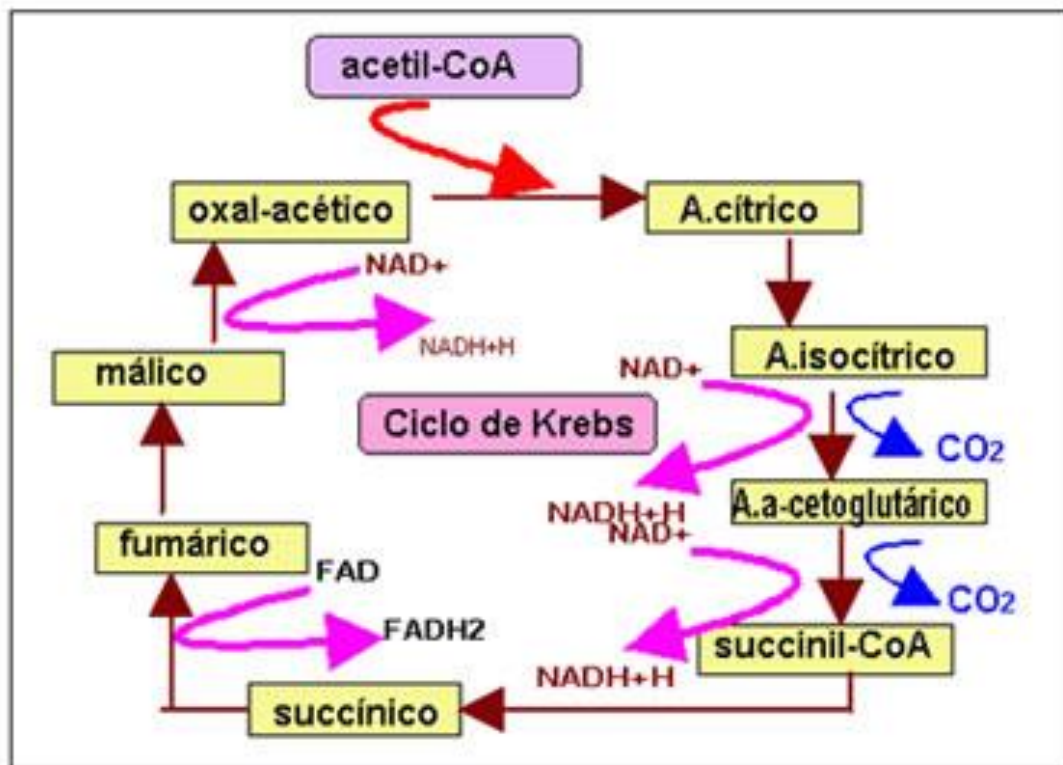 acetil-CoA
oxal-acético
A.cítrico
NAD+
NADH+H
málico
A.isocítrico
NAD+
Ciclo de Krebs
CO2
NADH+H
A.a-cetoglutárico
NAD+
fumárico
FAD
CO2
FADH2
succinil-CoA
NADH+H
succínico